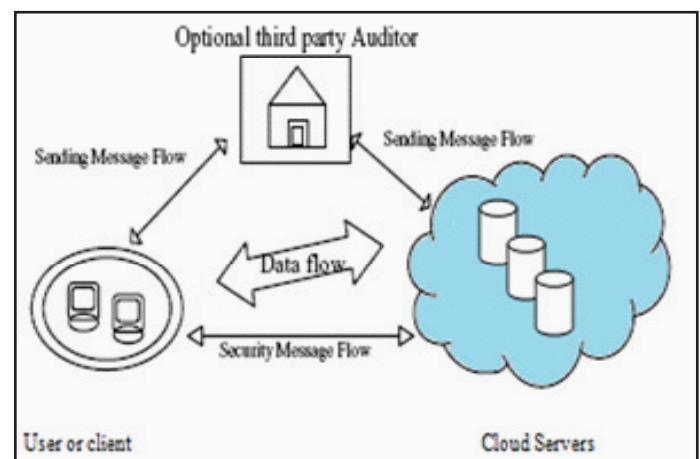 Optional third party Auditor
Sending Message Flow
Sending Message Flow
Data flow
Security Message Flow
User or client
Cloud Servers